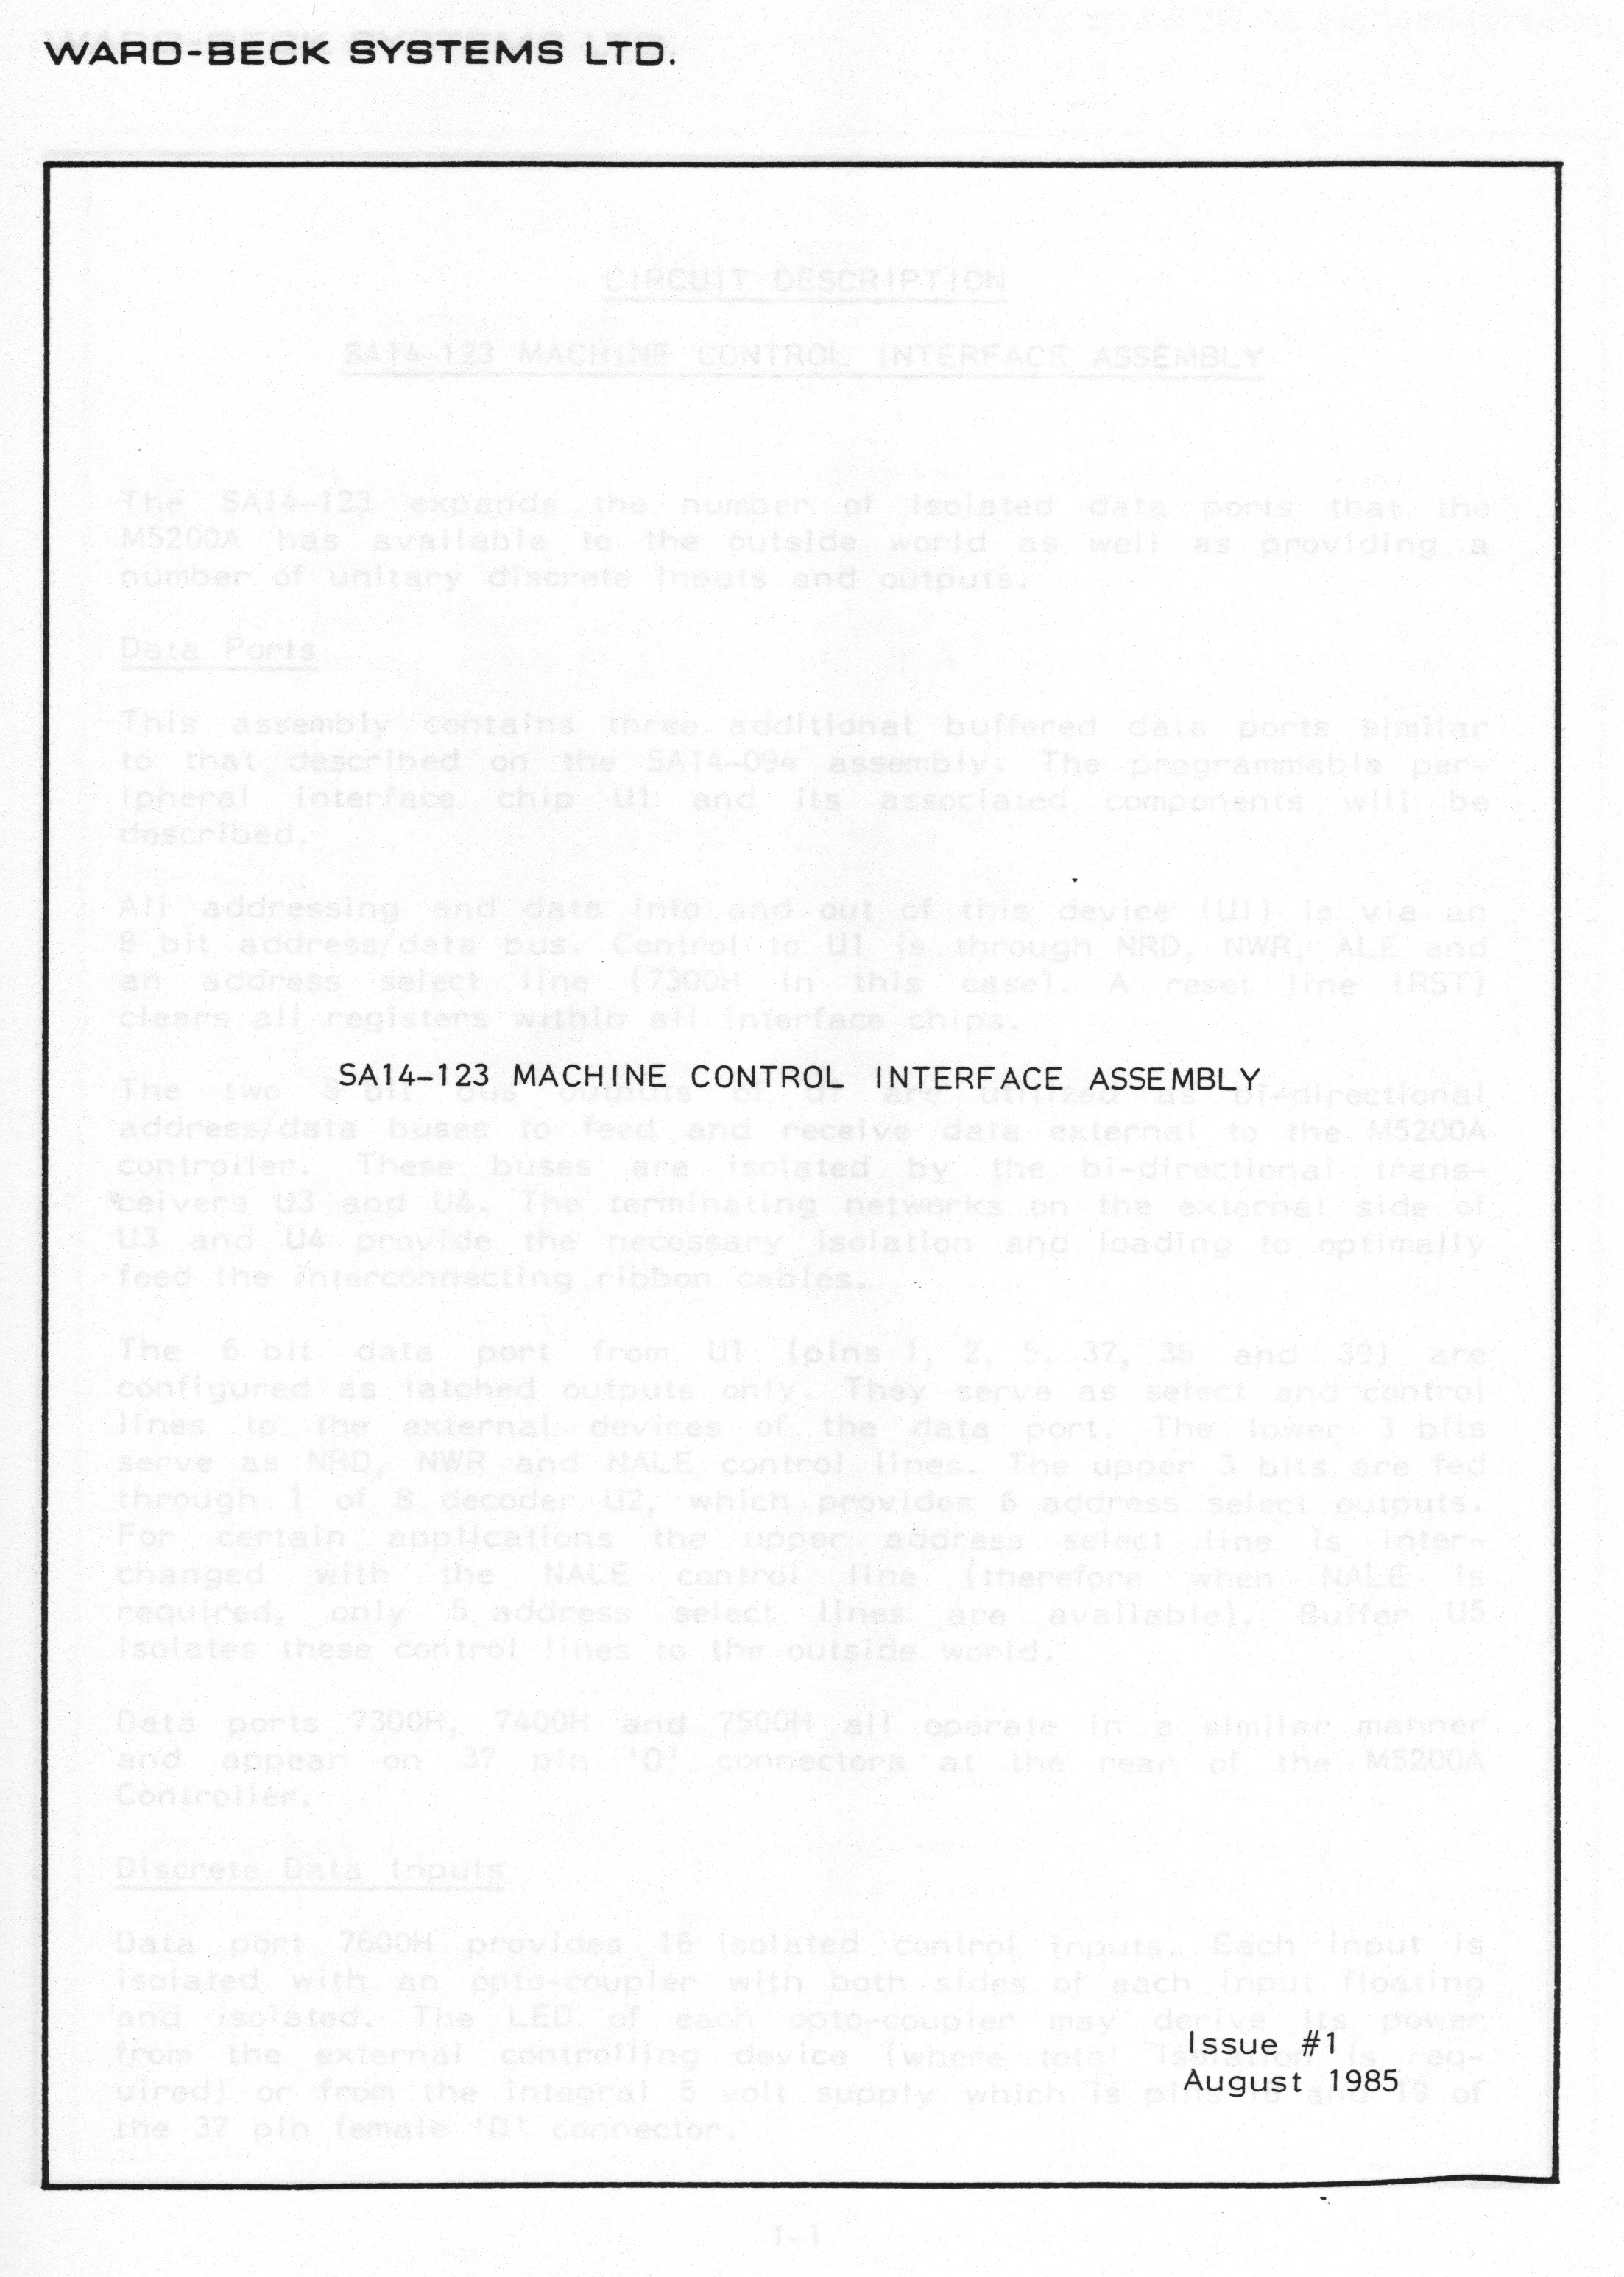 WARD-BECK SYSTEMS LTD.
CIRCUIT DESCRIPTION
SA14-123 MACHINE CONTROL INTERFACE ASSEMBLY
The SA14-123 expands the number of isolated data ports that the
M5200A has available to the outside world as well as providing a
number of unitary discrete inputs and outputs.
Data Ports
This assembly contains three additional buffered data ports similar
to that described on the SA14-094 assembly. The programmable per-
ipheral interface chip U1 and its associated components will be
described.
All addressing and data into and out of this device (U1) is via an
8 bit address/data bus. Control to U1 is through NRD, NWR, ALE and
an address select line (7300H in this case). A reset line (RST)
clears all registers within all interface chips.
SA14-123 MACHINE CONTROL INTERFACE ASSEMBLY
The two 8 bit bus outputs of U1 are utilized as bi-directional
address/data buses to feed and receive data external to the M5200A
controller. These buses are isolated by the bi-directional trans-
ceivers U3 and U4. The terminating networks on the external side of
U3 and U4 provide the necessary isolation and loading to optimally
feed the interconnecting ribbon cables.
The 6 bit data port from U1 (pins 1, 2, 5, 37, 38 and 39) are
configured as latched outputs only. They serve as select and control
lines to the external devices of the data port. The lower 3 bits
serve as NRD, NWR and NALE control lines. The upper 3 bits are fed
through 1 of 8 decoder U2, which provides 6 address select outputs.
For certain applications the upper address select line is inter-
changed with the NALE control line (therefore when NALE is
required, only 5 address select lines are available). Buffer U5
isolates these control lines to the outside world.
Data ports 7300H, 7400H and 7500H all operate in a similar manner
and appear on 37 pin 'D' connectors at the rear of the M5200A
Controller.
Discrete Data Inputs
Data port 7600H provides 16 isolated control inputs. Each input is
isolated with an opto-coupler with both sides of each input floating
and isolated. The LED of each opto-coupler may derive its power
from the external controlling device (where total isolation is req-
uired) or from the integral 5 volt supply which is pins and 19 of
the 37 pin female 'D' connector.
Issue #1
August 1985
1-1